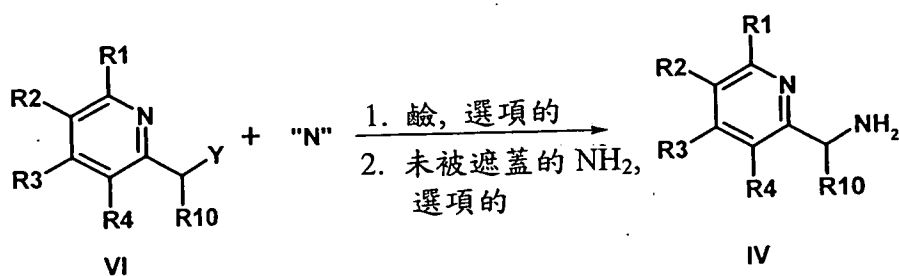 R1
R2
N
R3
R4
Y
R10
VI
+ "N"
1. 鹼, 選項的
2. 未被遮蓋的 NH2,
選項的
R1
R2
N
R3
R4
NH2
R10
IV